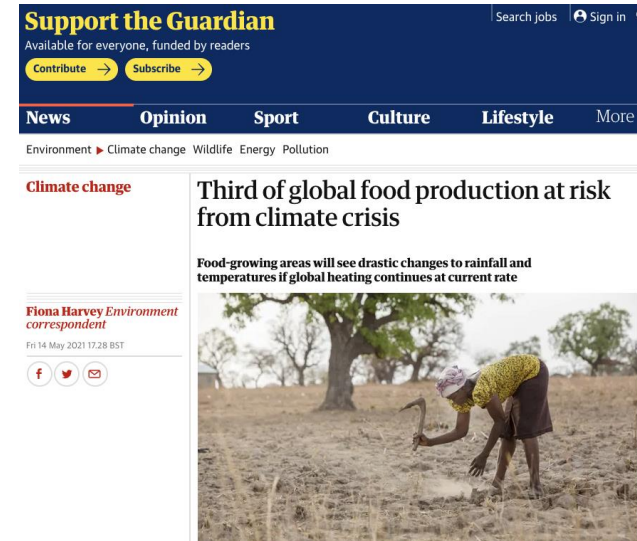 Support the Guardian
Available for everyone, funded by readers
Contribute →
Subscribe →
Search jobs
Sign in
News
Opinion
Sport
Culture
Lifestyle
More
Environment ▶ Climate change Wildlife Energy Pollution
Climate change
Third of global food production at risk
from climate crisis
Food-growing areas will see drastic changes to rainfall and
temperatures if global heating continues at current rate
Fiona Harvey Environment
correspondent
Fri 14 May 2021 17.28 BST